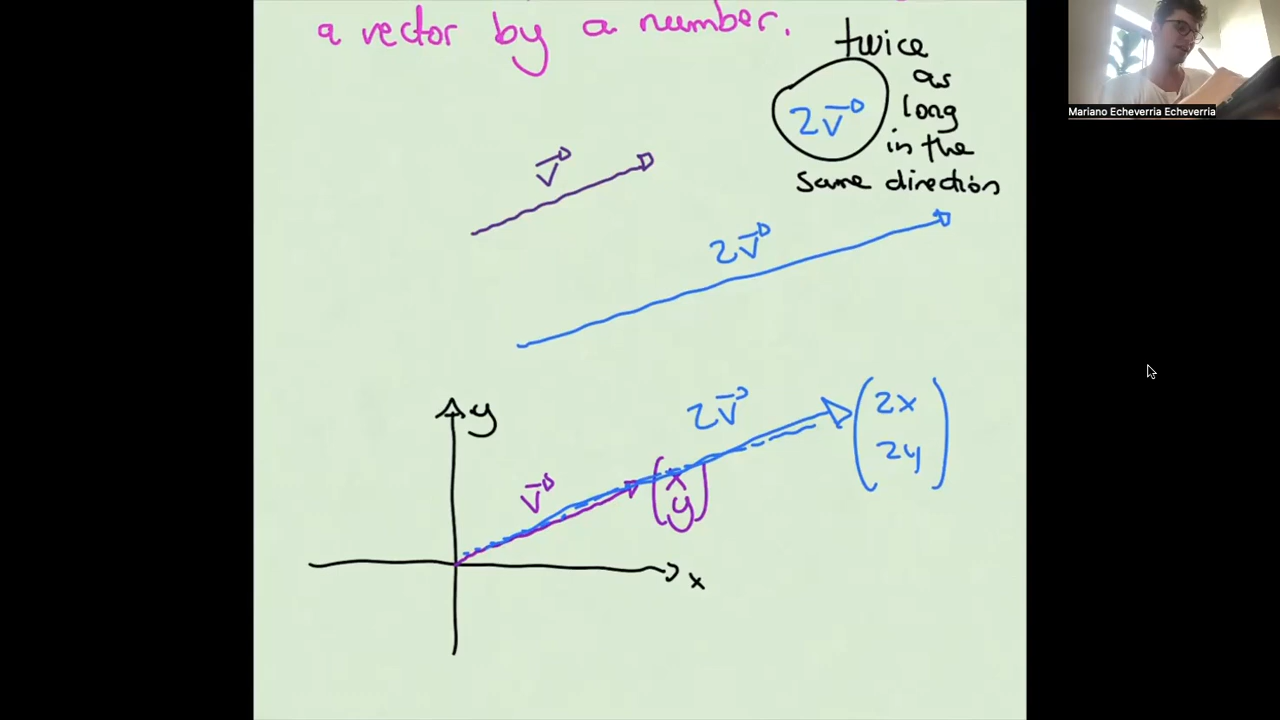 a vector by a number.
twice
as
2v⃗ long
in the
same direction
v⃗
2v⃗
y
2v⃗
(2x
2y)
v⃗
(x
y)
x
Mariano Echeverria Echeverria